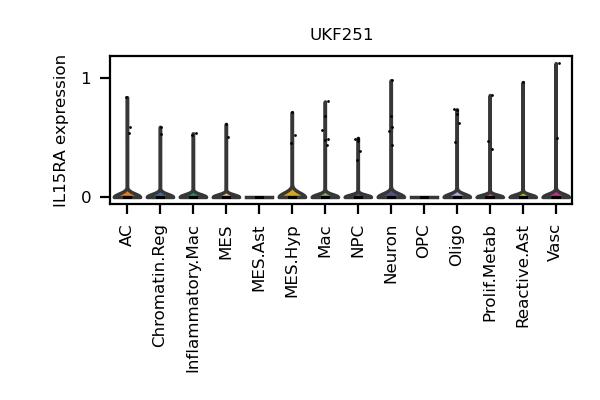 UKF251
IL15RA expression
1
0
AC
Chromatin.Reg
Inflammatory.Mac
MES
MES.Ast
MES.Hyp
Mac
NPC
Neuron
OPC
Oligo
Prolif.Metab
Reactive.Ast
Vasc